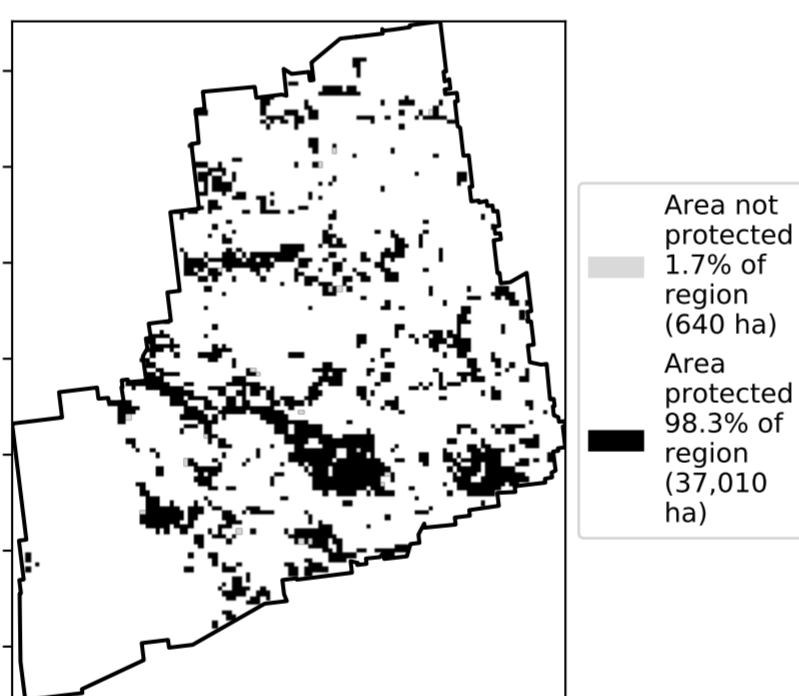 Area not
protected
1.7% of
region
(640 ha)
Area
protected
98.3% of
region
(37,010
ha)